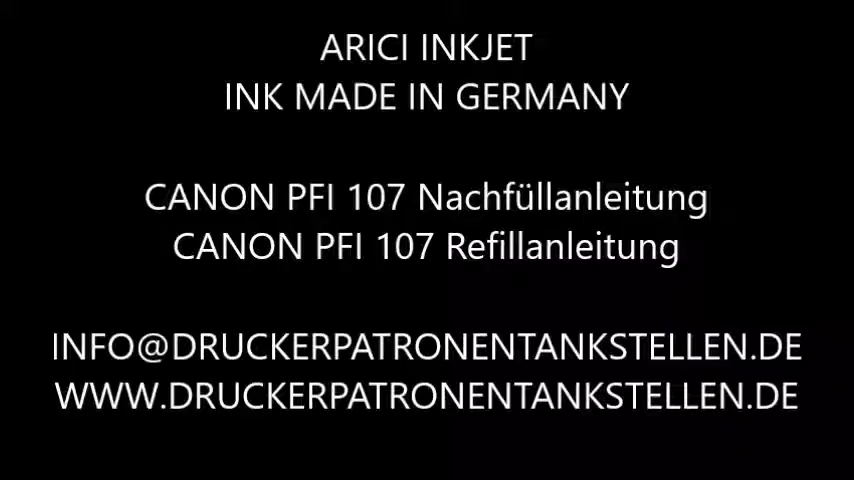 ARICI INKJET
INK MADE IN GERMANY
CANON PFI 107 Nachfüllanleitung
CANON PFI 107 Refillanleitung
INFO@DRUCKERPATRONENTANKSTELLEN.DE
WWW.DRUCKERPATRONENTANKSTELLEN.DE